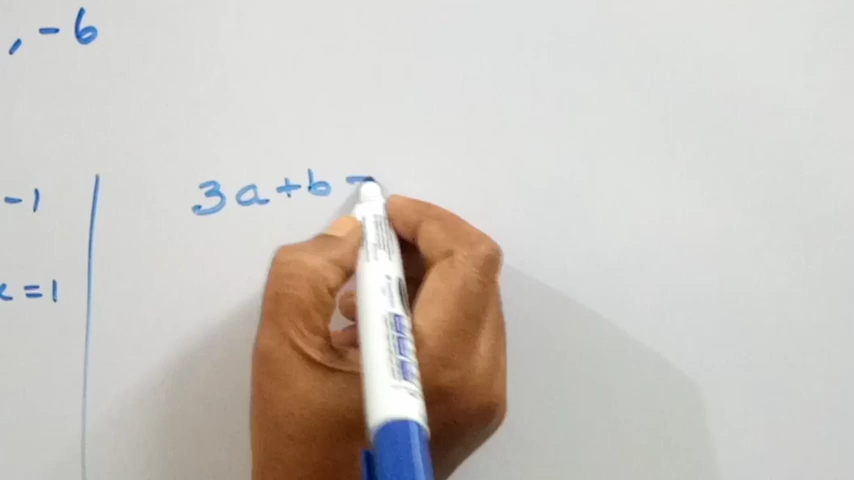 , -6
3a+b -
-1
x = 1